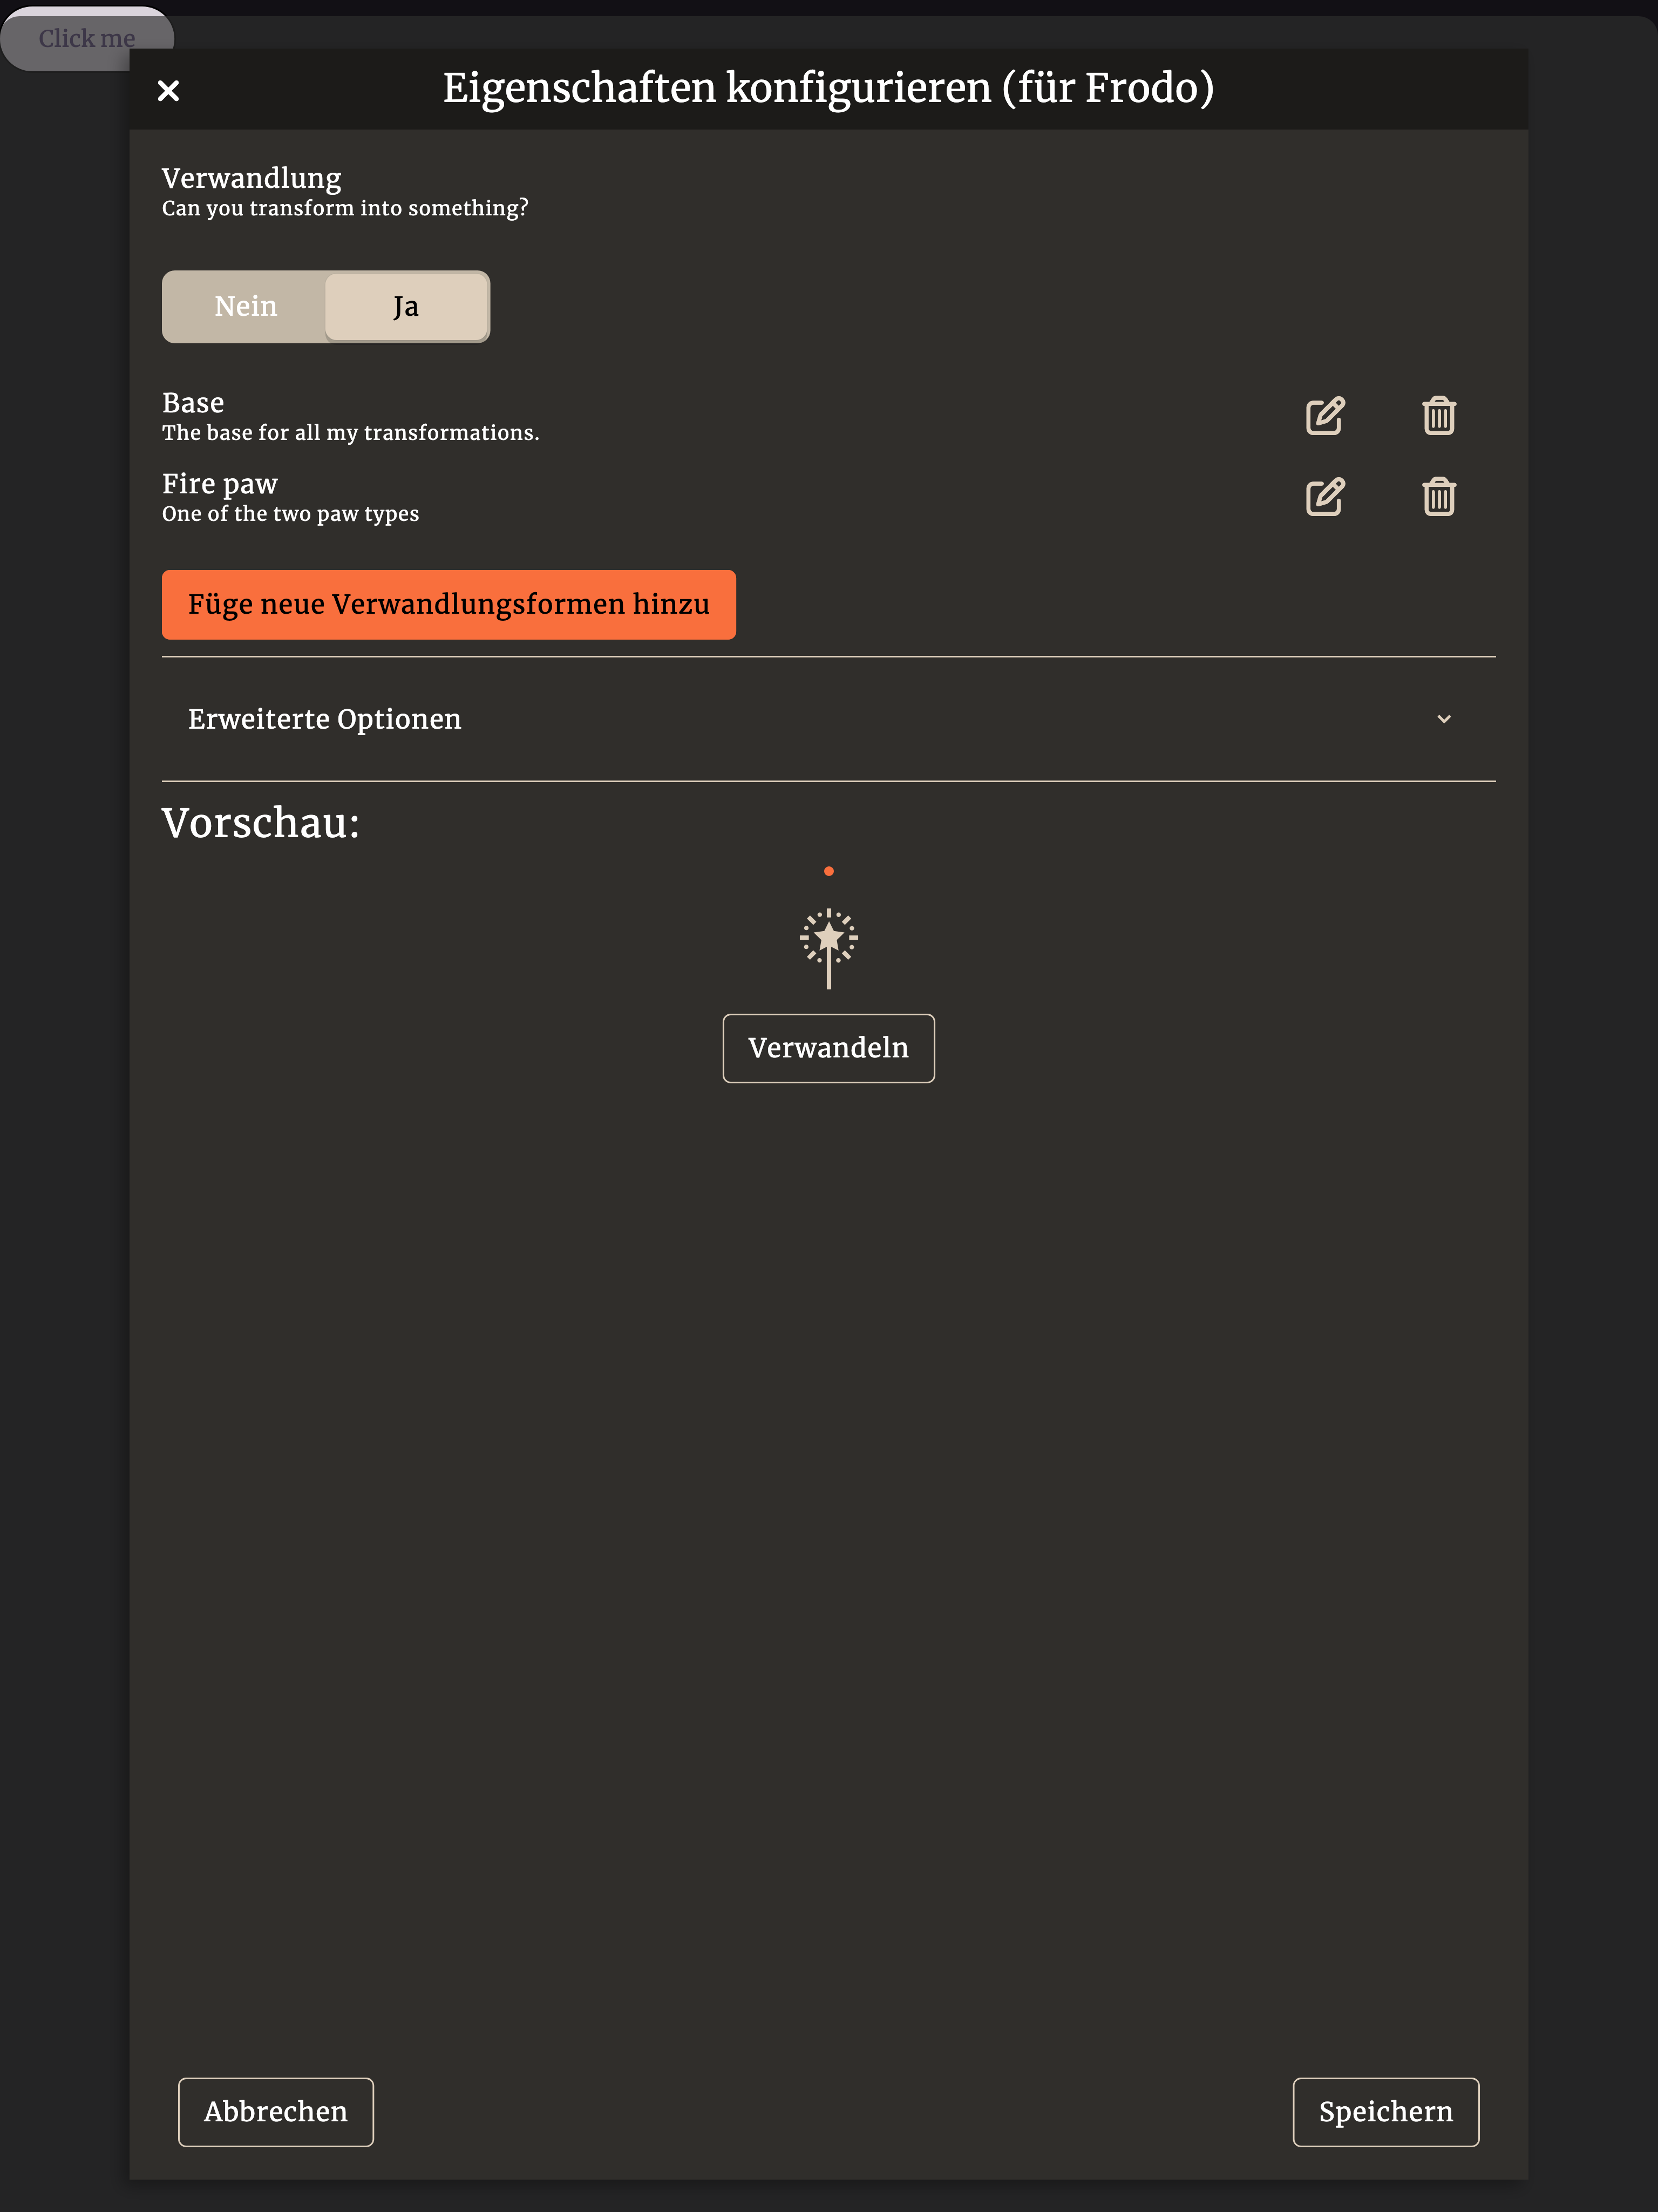 Click me
Eigenschaften konfigurieren (für Frodo)
Verwandlung
Can you transform into something?
Nein
Ja
Base
The base for all my transformations.
Fire paw
One of the two paw types
Füge neue Verwandlungsformen hinzu
Erweiterte Optionen
Vorschau:
Verwandeln
Abbrechen
Speichern